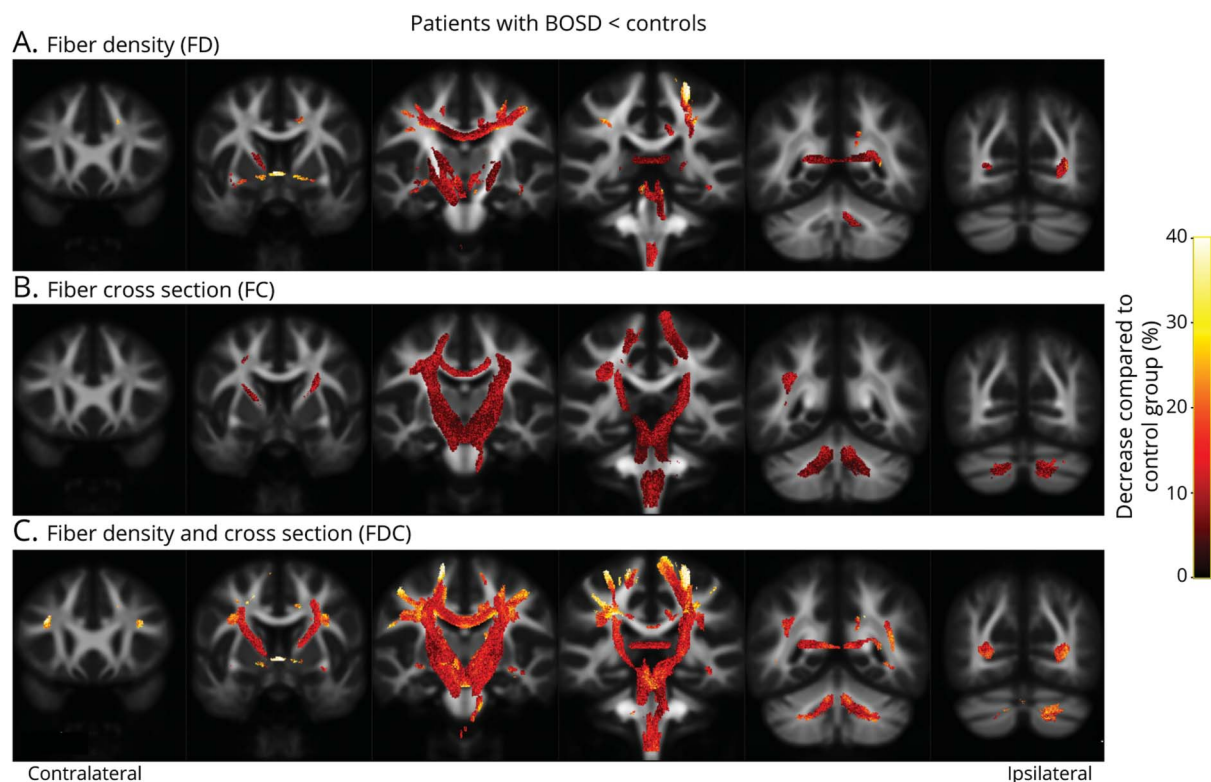 Patients with BOSD < controls
A. Fiber density (FD)
B. Fiber cross section (FC)
C. Fiber density and cross section (FDC)
40
30
20
10
0
Decrease compared to
control group (%)
Contralateral
Ipsilateral